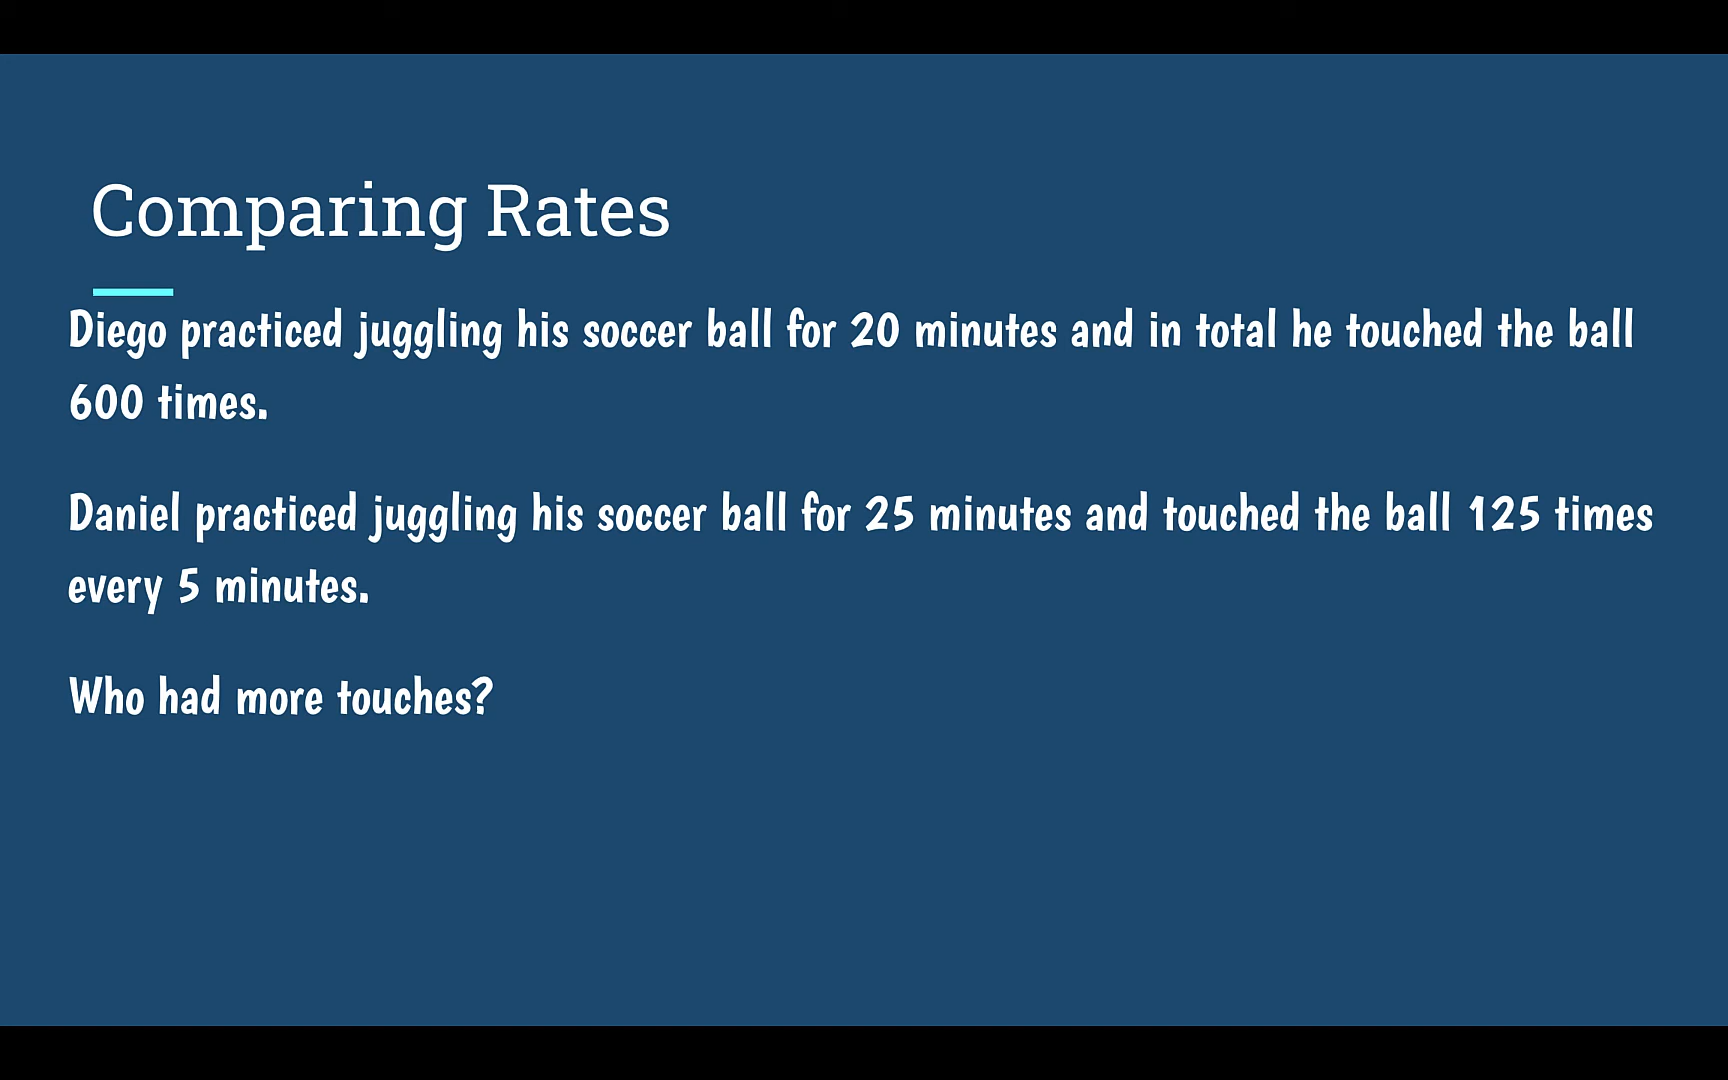 Comparing Rates
Diego practiced juggling his soccer ball for 20 minutes and in total he touched the ball
600 times.
Daniel practiced juggling his soccer ball for 25 minutes and touched the ball 125 times
every 5 minutes.
Who had more touches?